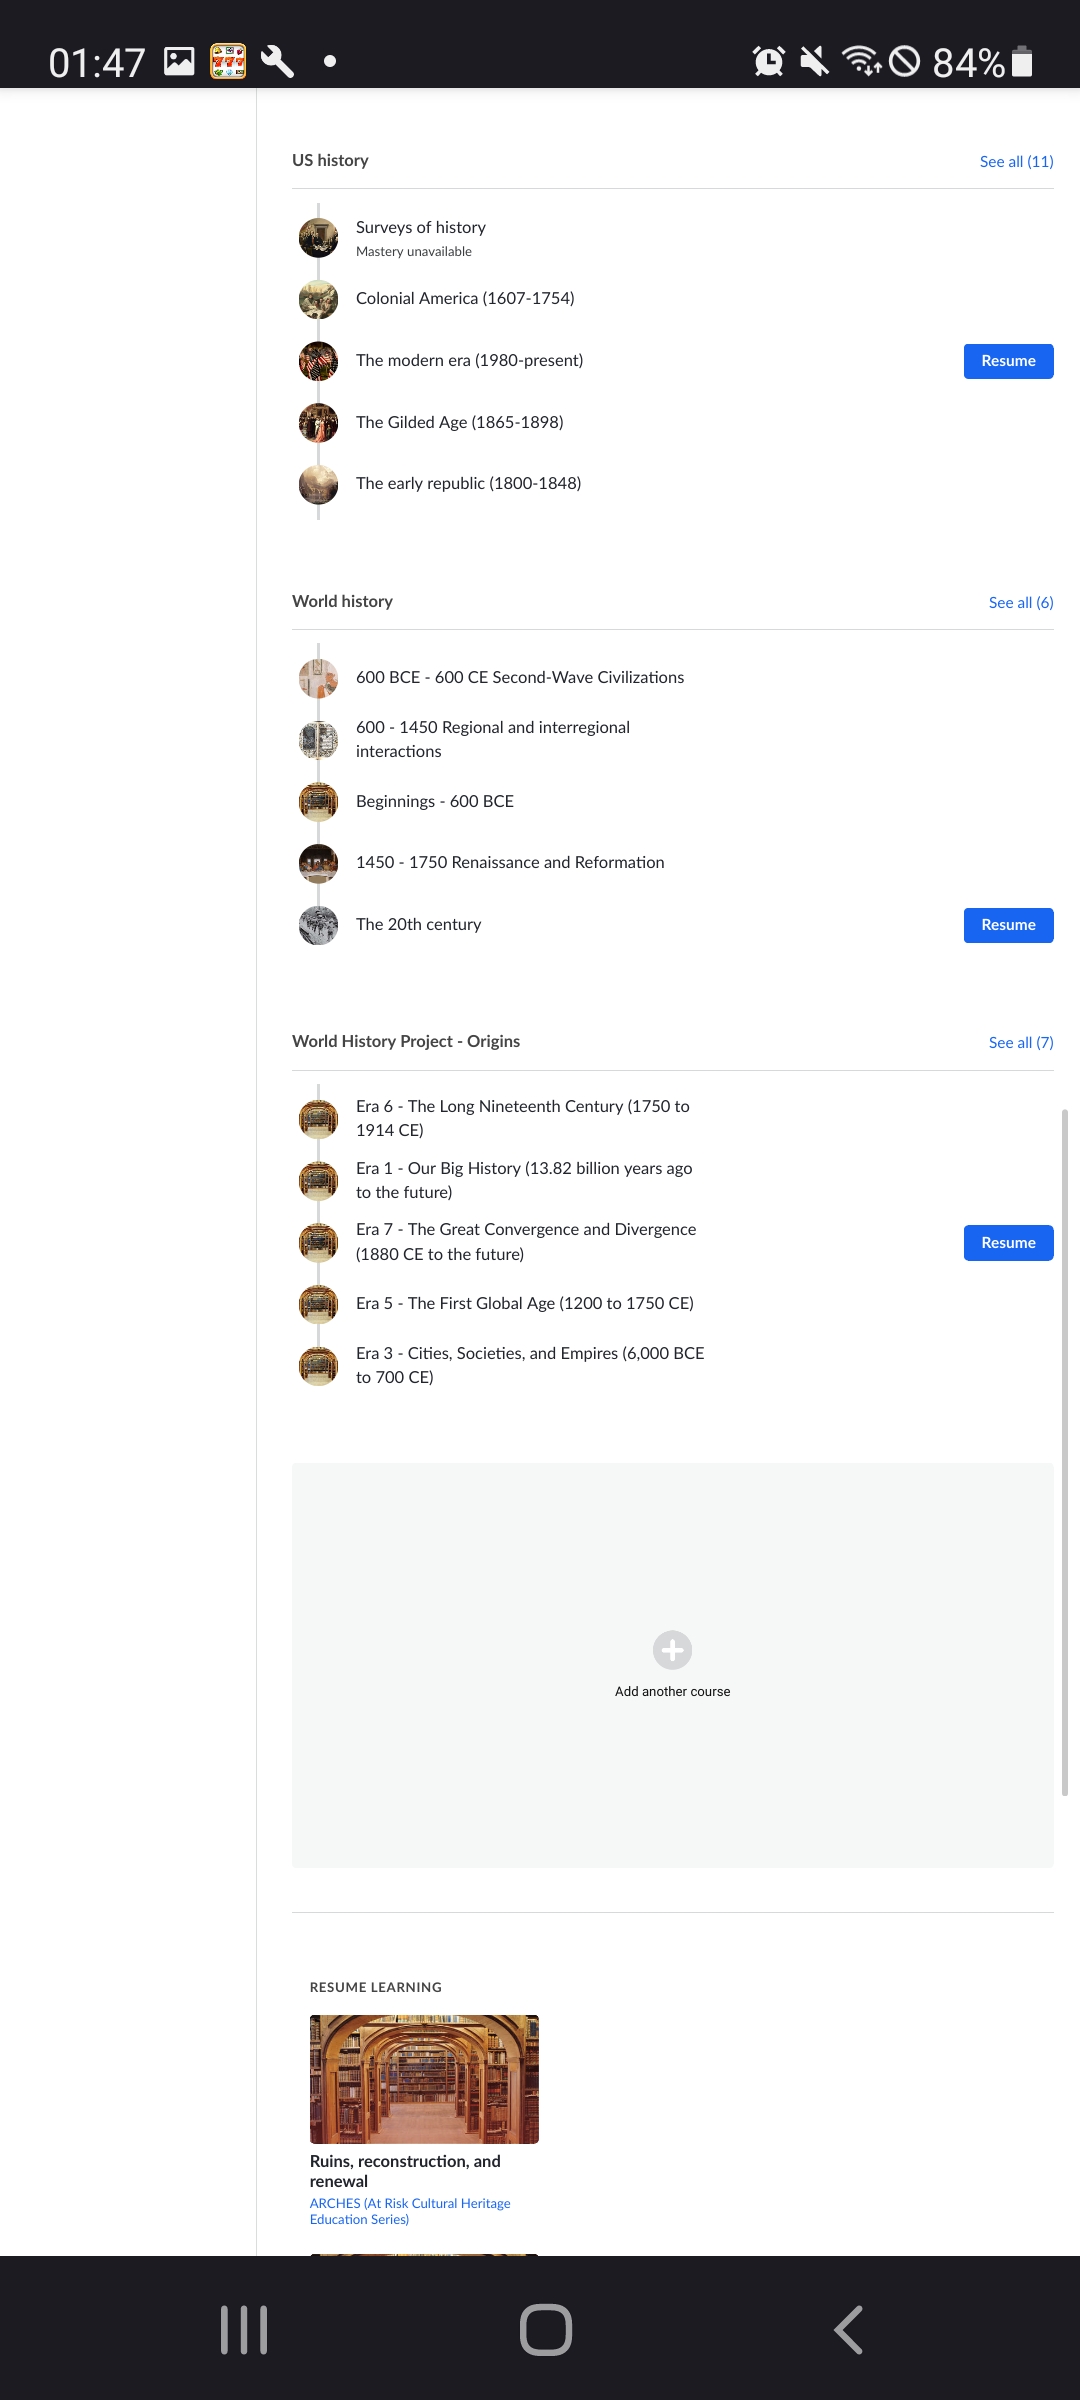 01:47
84%
US history
See all (11)
Surveys of history
Mastery unavailable
Colonial America (1607-1754)
The modern era (1980-present)
Resume
The Gilded Age (1865-1898)
The early republic (1800-1848)
World history
See all (6)
600 BCE - 600 CE Second-Wave Civilizations
600 - 1450 Regional and interregional
interactions
Beginnings - 600 BCE
1450 - 1750 Renaissance and Reformation
The 20th century
Resume
World History Project - Origins
See all (7)
Era 6 - The Long Nineteenth Century (1750 to
1914 CE)
Era 1 - Our Big History (13.82 billion years ago
to the future)
Era 7 - The Great Convergence and Divergence
(1880 CE to the future)
Resume
Era 5 - The First Global Age (1200 to 1750 CE)
Era 3 - Cities, Societies, and Empires (6,000 BCE
to 700 CE)
Add another course
RESUME LEARNING
Ruins, reconstruction, and
renewal
ARCHES (At Risk Cultural Heritage
Education Series)